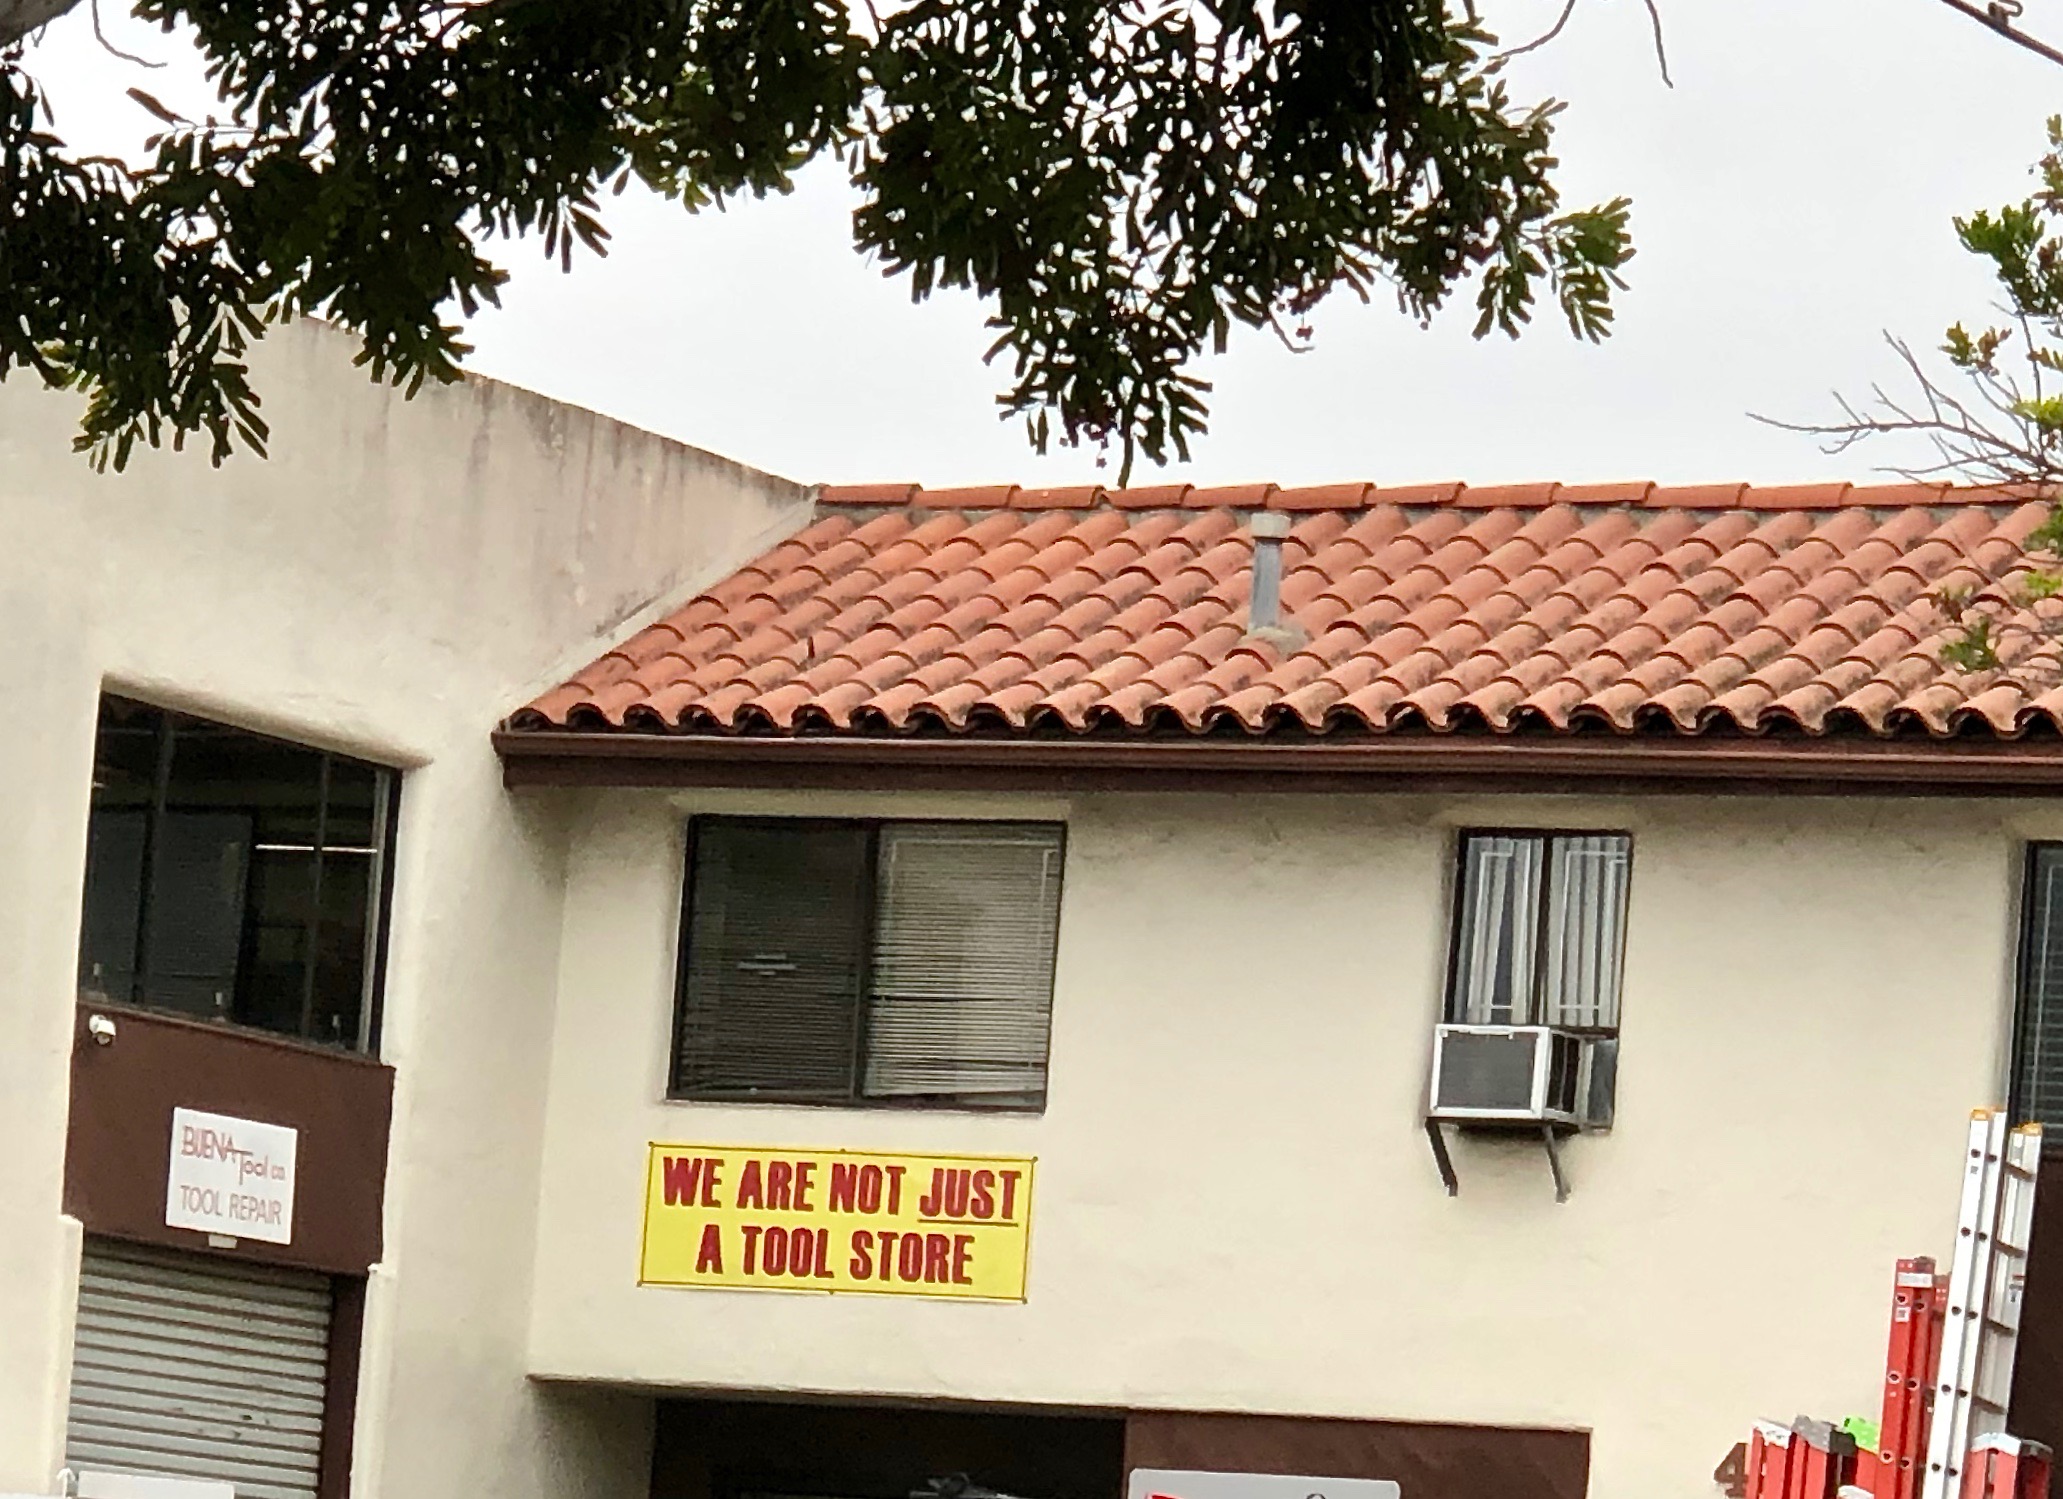 BUENA Tool co
TOOL REPAIR
WE ARE NOT JUST
A TOOL STORE